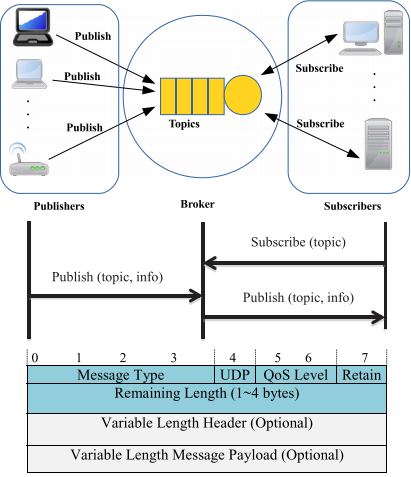 Publish
Publish
Publish
Topics
Subscribe
Subscribe
Publishers
Broker
Subscribers
Subscribe (topic)
Publish (topic, info)
Publish (topic, info)
0 1 2 3 4 5 6 7
Message Type UDP QoS Level Retain
Remaining Length (1~4 bytes)
Variable Length Header (Optional)
Variable Length Message Payload (Optional)